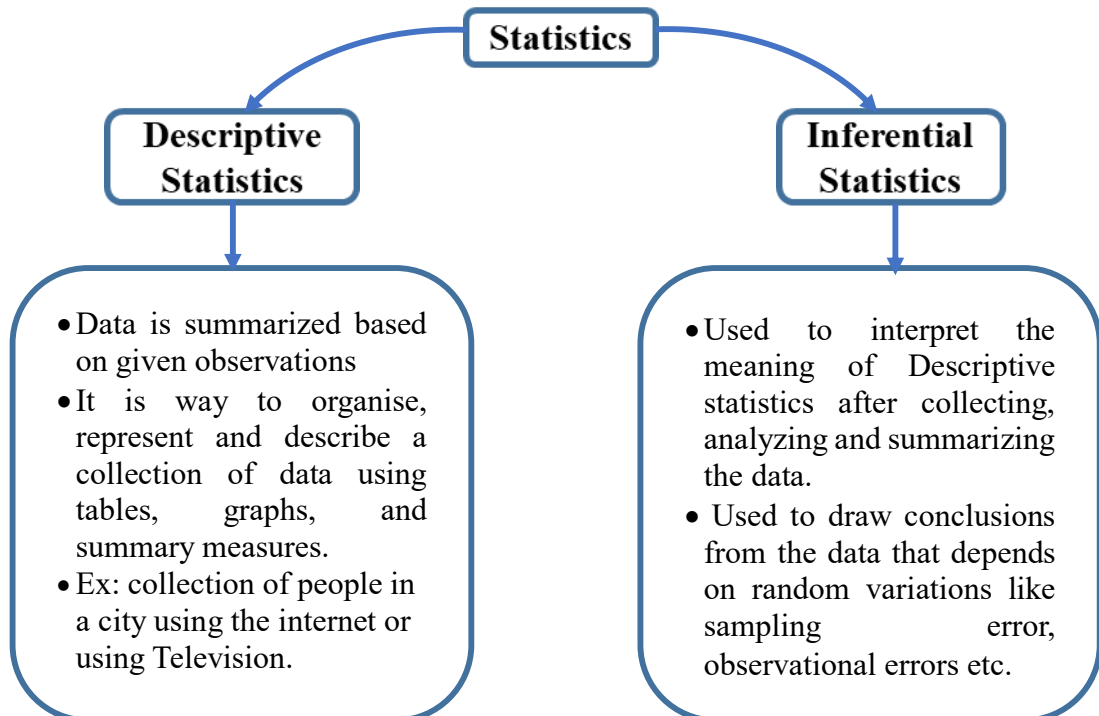 Statistics
Descriptive
Statistics
• Data is summarized based
on given observations
• It is way to organise,
represent and describe a
collection of data using
tables, graphs, and
summary measures.
• Ex: collection of people in
a city using the internet or
using Television.
Inferential
Statistics
• Used to interpret the
meaning of Descriptive
statistics after collecting,
analyzing and summarizing
the data.
• Used to draw conclusions
from the data that depends
on random variations like
sampling error,
observational errors etc.